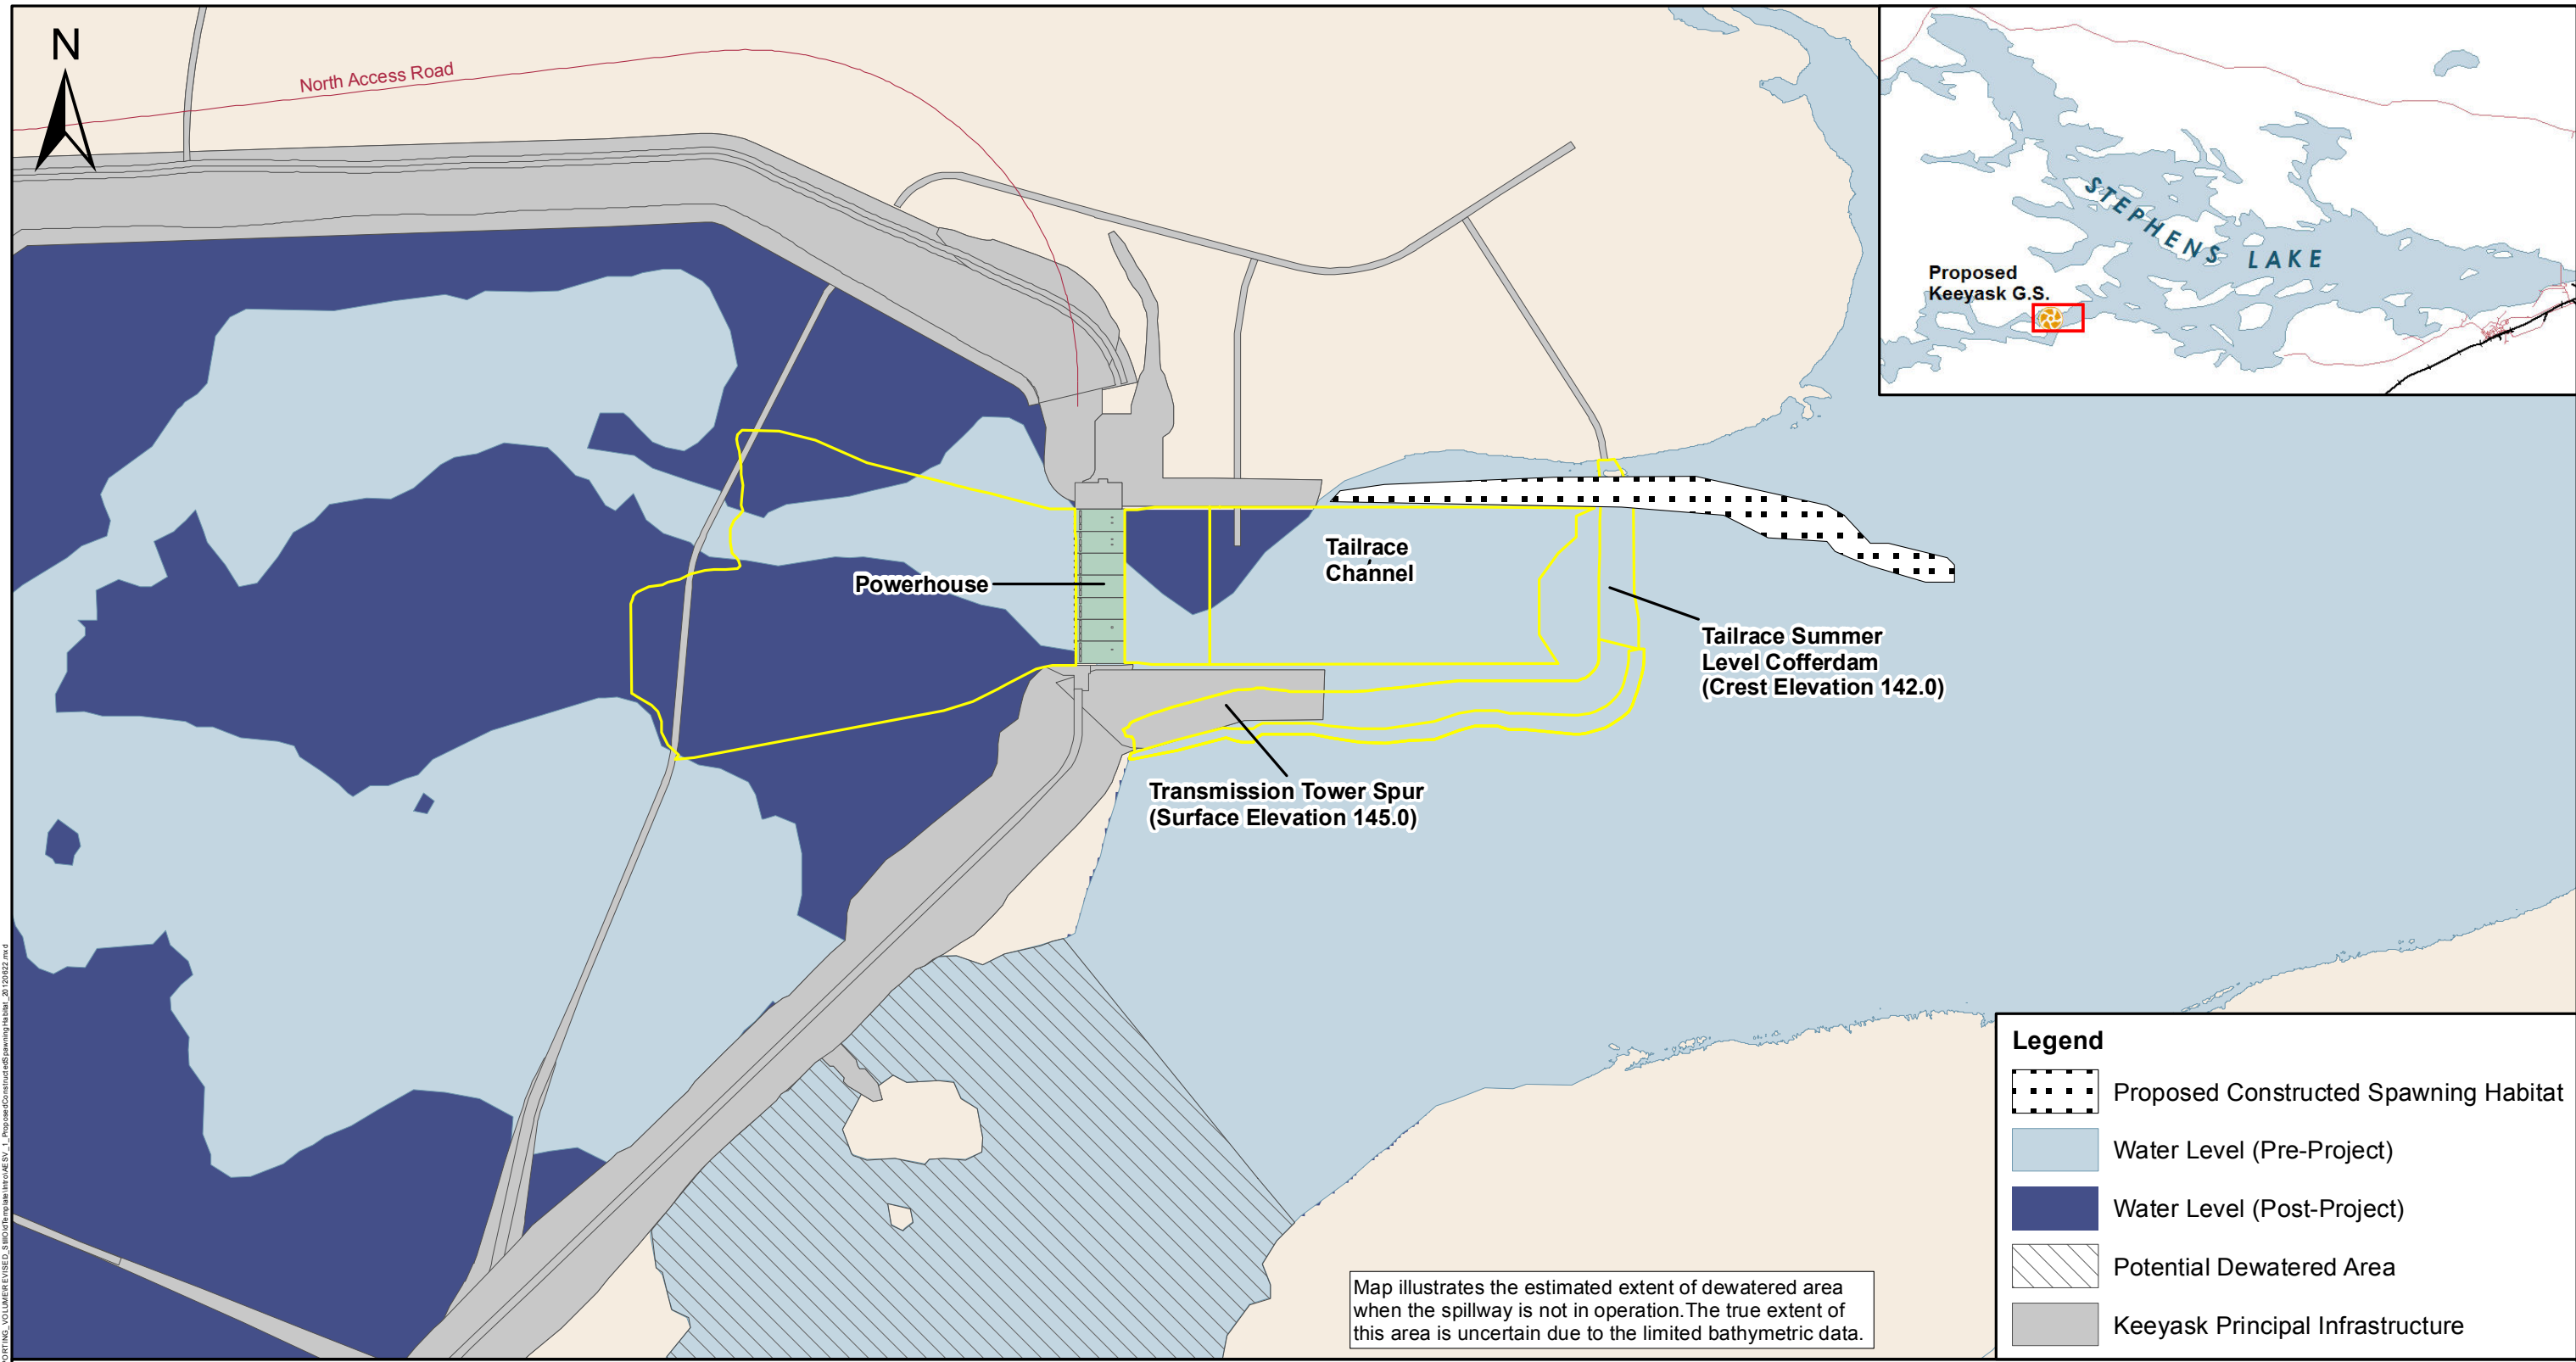 N
North Access Road
STEPHENS LAKE
Proposed
Keeyask G.S.
Tailrace
Channel
Powerhouse
Tailrace Summer
Level Cofferdam
(Crest Elevation 142.0)
Transmission Tower Spur
(Surface Elevation 145.0)
Legend
Proposed Constructed Spawning Habitat
Water Level (Pre-Project)
Water Level (Post-Project)
Potential Dewatered Area
Keeyask Principal Infrastructure
Map illustrates the estimated extent of dewatered area
when the spillway is not in operation.The true extent of
this area is uncertain due to the limited bathymetric data.